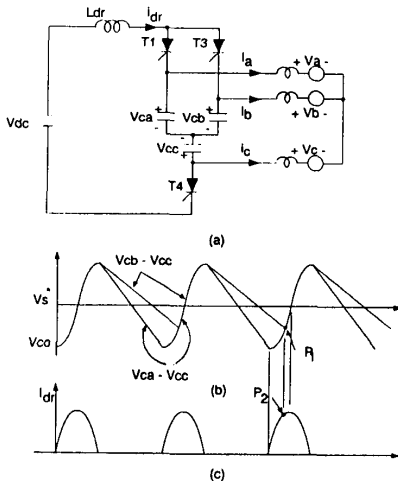 Ldr
idr
T1
T3
Ia
+ Va -
+
+
Vca
Vcb
Ib
+ Vb -
-
-
Vdc
-
-
Vcc
+
ic
+ Vc -
T4
(a)
Vcb - Vcc
Vs*
Vca
Vca - Vcc
P1
(b)
P2
Idr
(c)